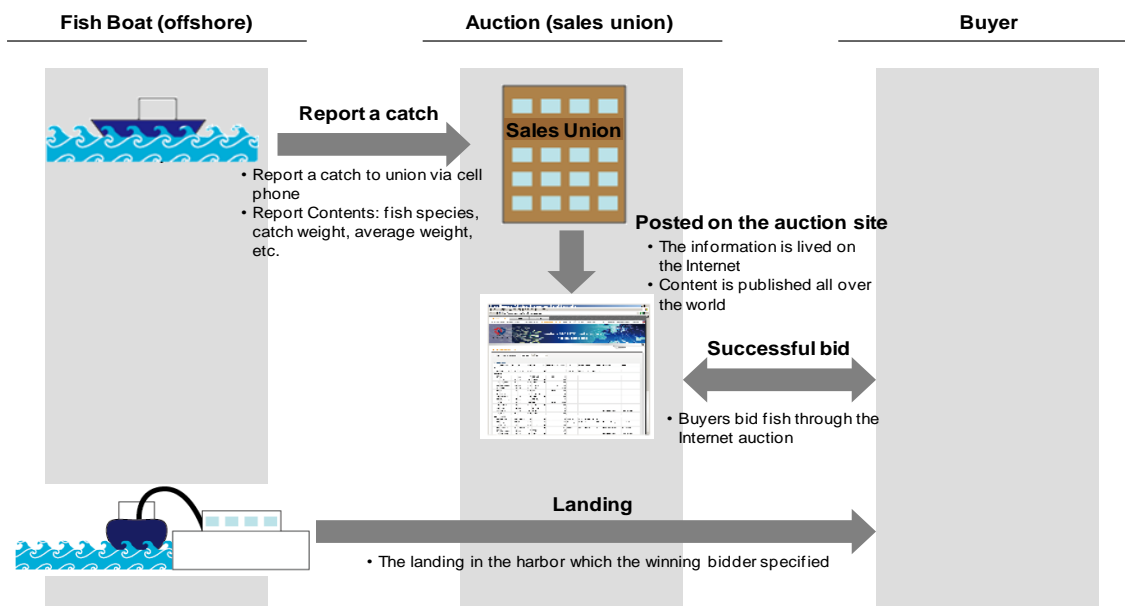 Fish Boat (offshore)
Auction (sales union)
Buyer
Report a catch
• Report a catch to union via cell
phone
• Report Contents: fish species,
catch weight, average weight,
etc.
Sales Union
Posted on the auction site
• The information is lived on
the Internet
• Content is published all over
the world
Successful bid
• Buyers bid fish through the
Internet auction
Landing
• The landing in the harbor which the winning bidder specified